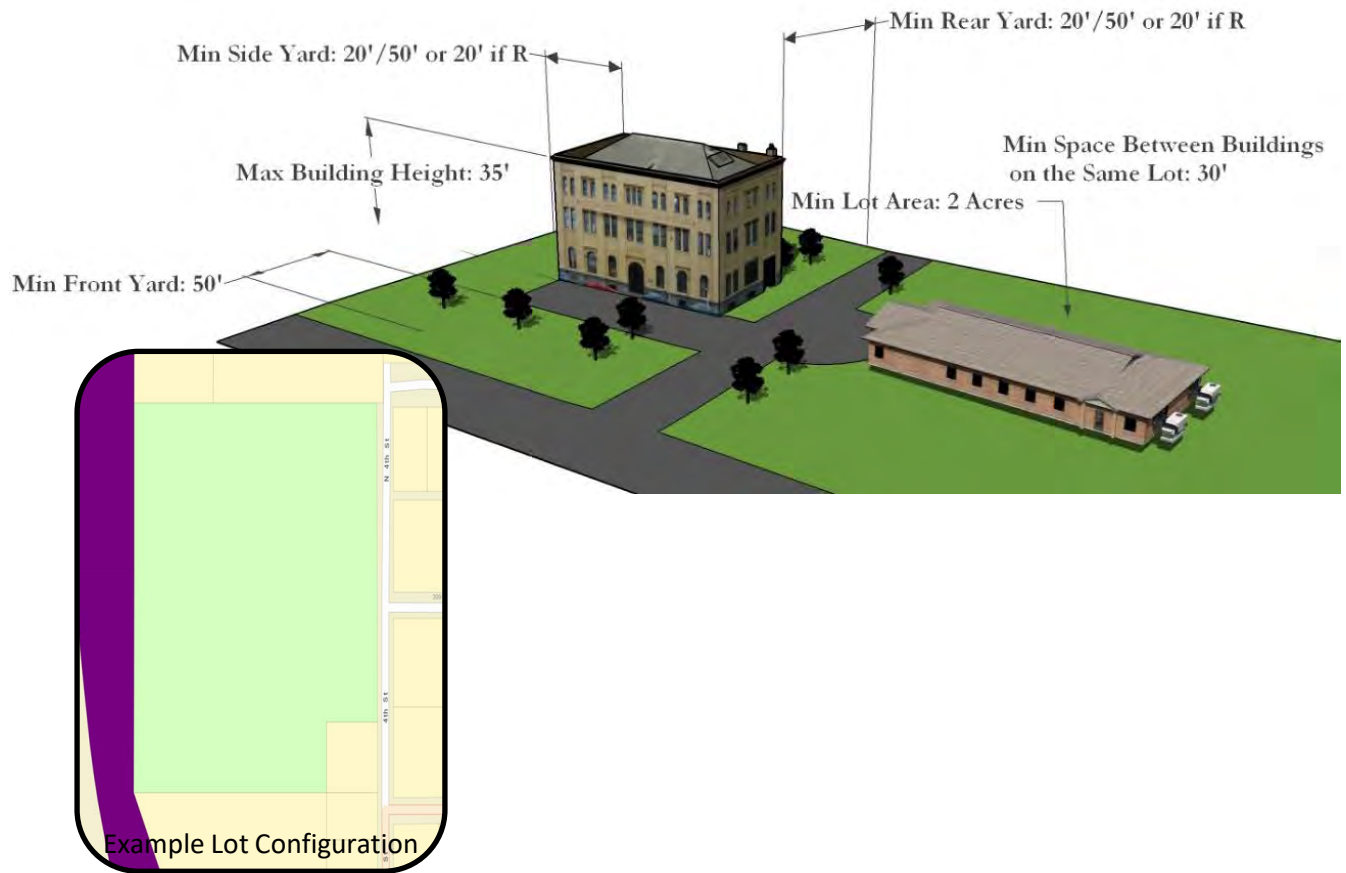 Min Rear Yard: 20'/50' or 20' if R
Min Side Yard: 20'/50' or 20' if R
Min Space Between Buildings
on the Same Lot: 30'
Max Building Height: 35'
Min Lot Area: 2 Acres
Min Front Yard: 50'
N 4th St
4th St
S
Example Lot Configuration